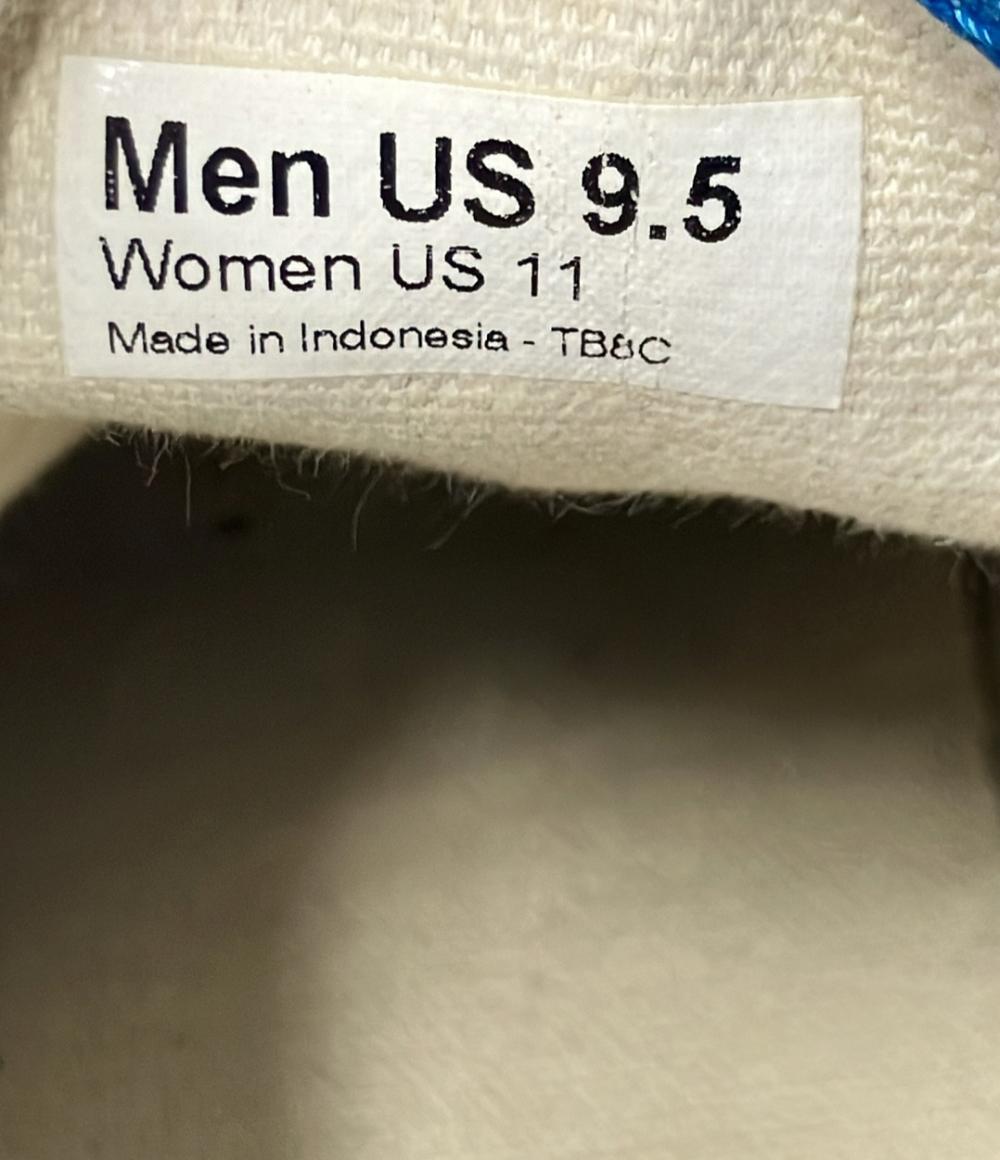 Men US 9.5
Women US 11
Made in Indonesia - TB&C